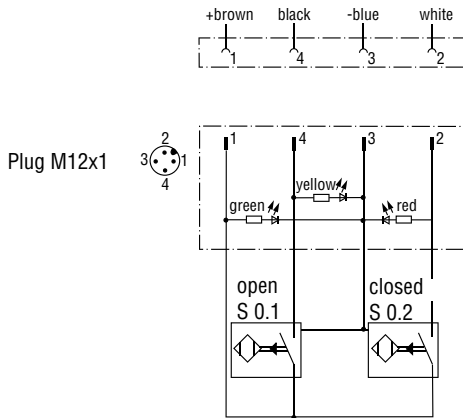 +brown black -blue white
1 4 3 2
Plug M12x1
2
3 1
4
1 4 3 2
yellow
green red
open closed
S 0.1 S 0.2